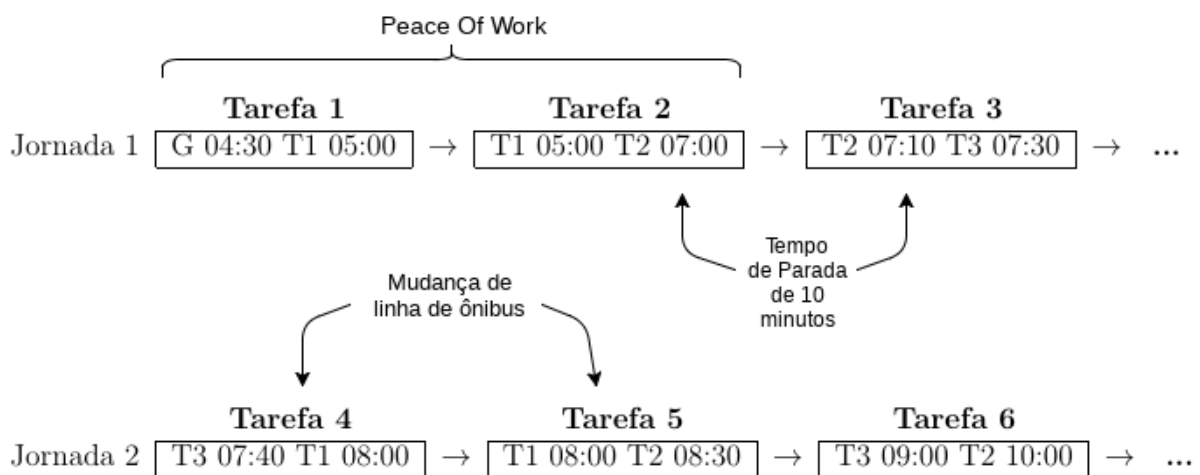 Peace Of Work
Tarefa 1 Tarefa 2 Tarefa 3
Jornada 1 G 04:30 T1 05:00 → T1 05:00 T2 07:00 → T2 07:10 T3 07:30 → ...
Tempo
de Parada
de 10
minutos
Mudança de
linha de ônibus
Tarefa 4 Tarefa 5 Tarefa 6
Jornada 2 T3 07:40 T1 08:00 → T1 08:00 T2 08:30 → T3 09:00 T2 10:00 → ...